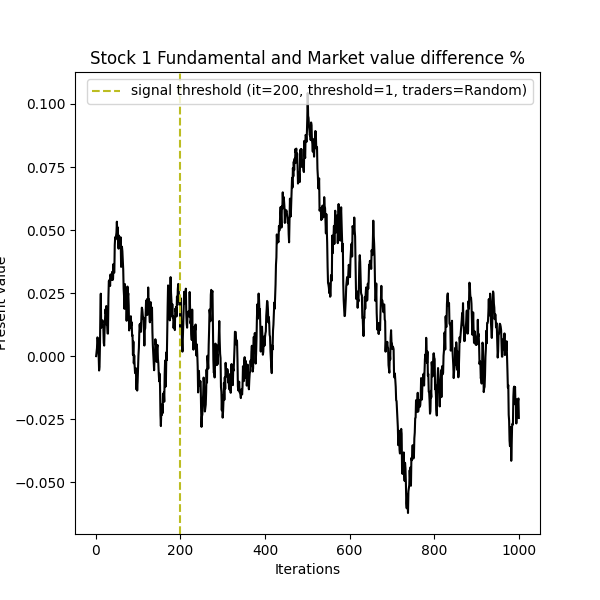 Stock 1 Fundamental and Market value difference %
signal threshold (it=200, threshold=1, traders=Random)
0.100
0.075
0.050
0.025
0.000
−0.025
−0.050
Present value
0 200 400 600 800 1000
Iterations